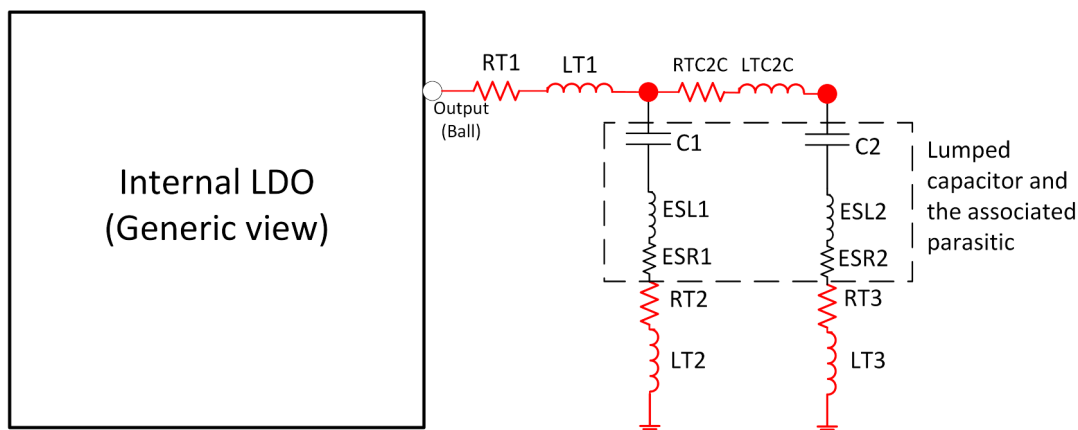 Internal LDO
(Generic view)
Output
(Ball)
RT1
LT1
RTC2C
LTC2C
C1
ESL1
ESR1
RT2
LT2
C2
ESL2
ESR2
RT3
LT3
Lumped
capacitor and
the associated
parasitic